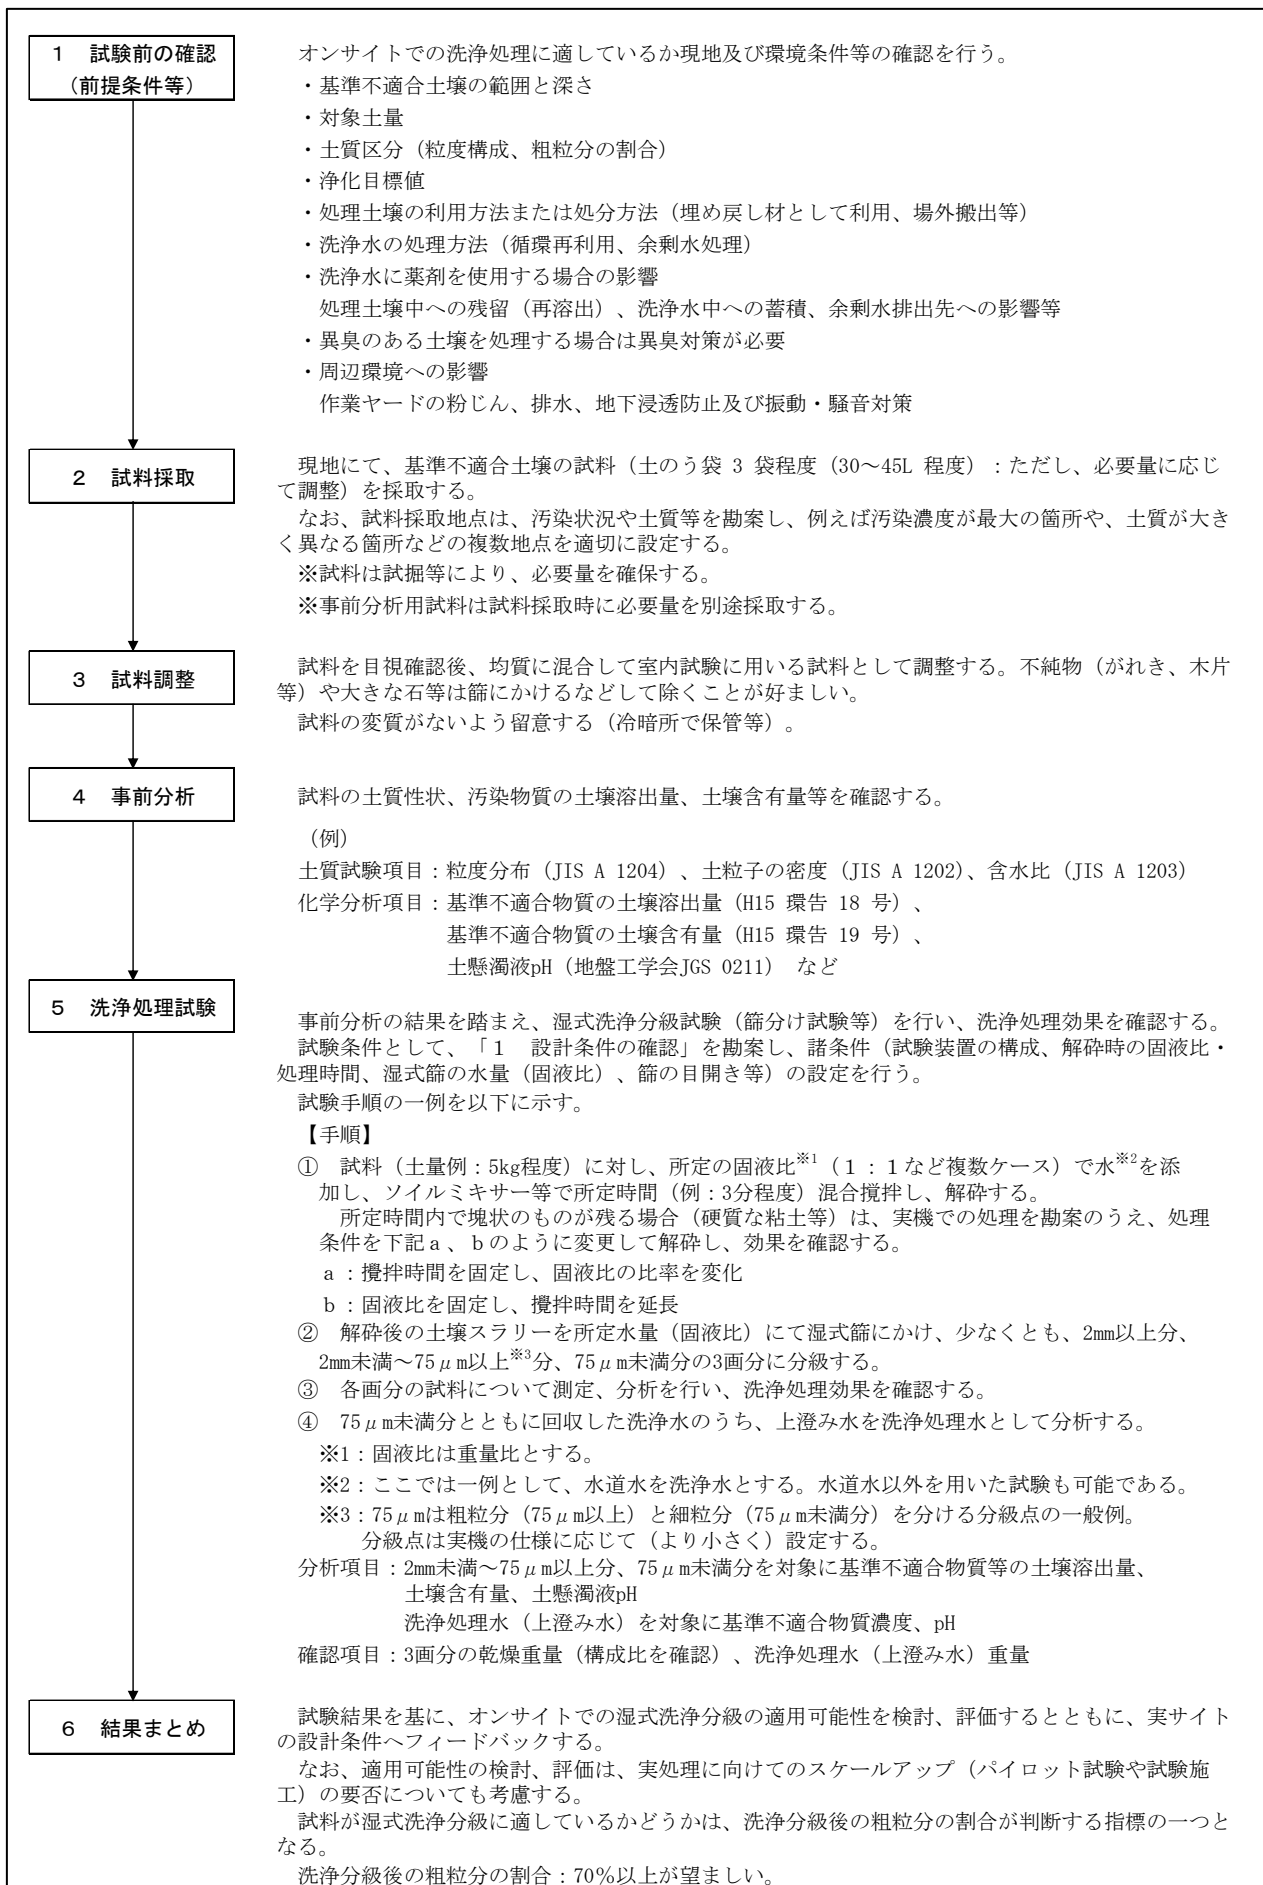 １　試験前の確認
（前提条件等）
オンサイトでの洗浄処理に適しているか現地及び環境条件等の確認を行う。
・基準不適合土壌の範囲と深さ
・対象土量
・土質区分（粒度構成、粗粒分の割合）
・浄化目標値
・処理土壌の利用方法または処分方法（埋め戻し材として利用、場外搬出等）
・洗浄水の処理方法（循環再利用、余剰水処理）
・洗浄水に薬剤を使用する場合の影響
処理土壌中への残留（再溶出）、洗浄水中への蓄積、余剰水排出先への影響等
・異臭のある土壌を処理する場合は異臭対策が必要
・周辺環境への影響
作業ヤードの粉じん、排水、地下浸透防止及び振動・騒音対策
２　試料採取
現地にて、基準不適合土壌の試料（土のう袋 3 袋程度（30～45L 程度）：ただし、必要量に応じ
て調整）を採取する。
なお、試料採取地点は、汚染状況や土質等を勘案し、例えば汚染濃度が最大の箇所や、土質が大き
く異なる箇所などの複数地点を適切に設定する。
※試料は試掘等により、必要量を確保する。
※事前分析用試料は試料採取時に必要量を別途採取する。
３　試料調整
試料を目視確認後、均質に混合して室内試験に用いる試料として調整する。不純物（がれき、木片
等）や大きな石等は篩にかけるなどして除くことが好ましい。
試料の変質がないよう留意する（冷暗所で保管等）。
４　事前分析
試料の土質性状、汚染物質の土壌溶出量、土壌含有量等を確認する。
（例）
土質試験項目：粒度分布（JIS A 1204）、土粒子の密度（JIS A 1202）、含水比（JIS A 1203）
化学分析項目：基準不適合物質の土壌溶出量（H15 環告 18 号）、
基準不適合物質の土壌含有量（H15 環告 19 号）、
土懸濁液pH（地盤工学会JGS 0211） など
５　洗浄処理試験
事前分析の結果を踏まえ、湿式洗浄分級試験（篩分け試験等）を行い、洗浄処理効果を確認する。
試験条件として、「１　設計条件の確認」を勘案し、諸条件（試験装置の構成、解砕時の固液比・
処理時間、湿式篩の水量（固液比）、篩の目開き等）の設定を行う。
試験手順の一例を以下に示す。
【手順】
①　試料（土量例：5kg程度）に対し、所定の固液比※1（１：１など複数ケース）で水※2を添
加し、ソイルミキサー等で所定時間（例：3分程度）混合撹拌し、解砕する。
所定時間内で塊状のものが残る場合（硬質な粘土等）は、実機での処理を勘案のうえ、処理
条件を下記ａ、ｂのように変更して解砕し、効果を確認する。
ａ：攪拌時間を固定し、固液比の比率を変化
ｂ：固液比を固定し、攪拌時間を延長
②　解砕後の土壌スラリーを所定水量（固液比）にて湿式篩にかけ、少なくとも、2mm以上分、
2mm未満～75μm以上※3分、75μm未満分の3画分に分級する。
③　各画分の試料について測定、分析を行い、洗浄処理効果を確認する。
④　75μm未満分とともに回収した洗浄水のうち、上澄み水を洗浄処理水として分析する。
※1：固液比は重量比とする。
※2：ここでは一例として、水道水を洗浄水とする。水道水以外を用いた試験も可能である。
※3：75μmは粗粒分（75μm以上）と細粒分（75μm未満分）を分ける分級点の一般例。
分級点は実機の仕様に応じて（より小さく）設定する。
分析項目：2mm未満～75μm以上分、75μm未満分を対象に基準不適合物質等の土壌溶出量、
土壌含有量、土懸濁液pH
洗浄処理水（上澄み水）を対象に基準不適合物質濃度、pH
確認項目：3画分の乾燥重量（構成比を確認）、洗浄処理水（上澄み水）重量
６　結果まとめ
試験結果を基に、オンサイトでの湿式洗浄分級の適用可能性を検討、評価するとともに、実サイト
の設計条件へフィードバックする。
なお、適用可能性の検討、評価は、実処理に向けてのスケールアップ（パイロット試験や試験施
工）の要否についても考慮する。
試料が湿式洗浄分級に適しているかどうかは、洗浄分級後の粗粒分の割合が判断する指標の一つと
なる。
洗浄分級後の粗粒分の割合：70%以上が望ましい。